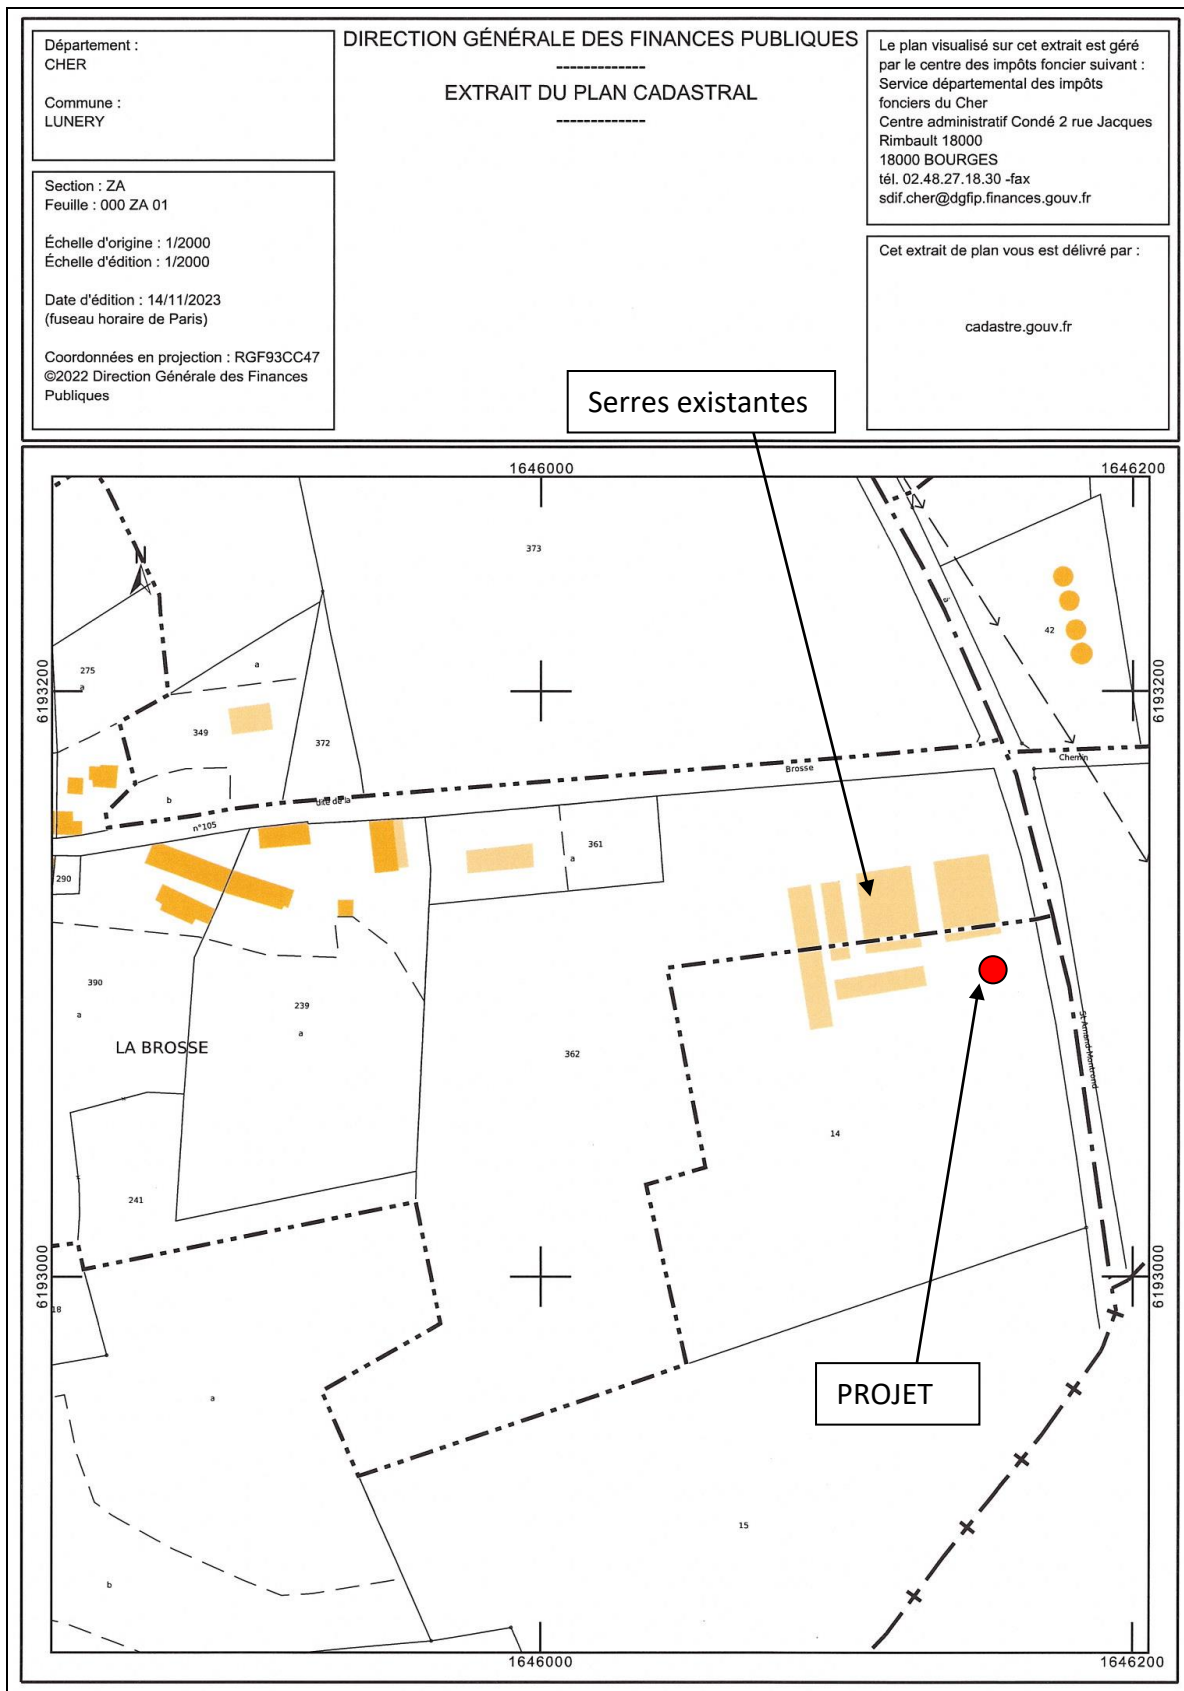 Département :
CHER
Commune :
LUNERY
Section : ZA
Feuille : 000 ZA 01
Échelle d'origine : 1/2000
Échelle d'édition : 1/2000
Date d'édition : 14/11/2023
(fuseau horaire de Paris)
Coordonnées en projection : RGF93CC47
©2022 Direction Générale des Finances
Publiques
DIRECTION GÉNÉRALE DES FINANCES PUBLIQUES
-------------
EXTRAIT DU PLAN CADASTRAL
-------------
Le plan visualisé sur cet extrait est géré
par le centre des impôts foncier suivant :
Service départemental des impôts
fonciers du Cher
Centre administratif Condé 2 rue Jacques
Rimbault 18000
18000 BOURGES
tél. 02.48.27.18.30 -fax
sdif.cher@dgfip.finances.gouv.fr
Cet extrait de plan vous est délivré par :
cadastre.gouv.fr
Serres existantes
1646000
1646200
373
N
42
à
275
a
a
6193200
6193200
349
372
Chemin
Brosse
dite de la
b
n°105
361
a
290
390
a
239
a
LA BROSSE
362
St Amand-Montrond
14
241
6193000
6193000
18
PROJET
a
15
b
1646000
1646200